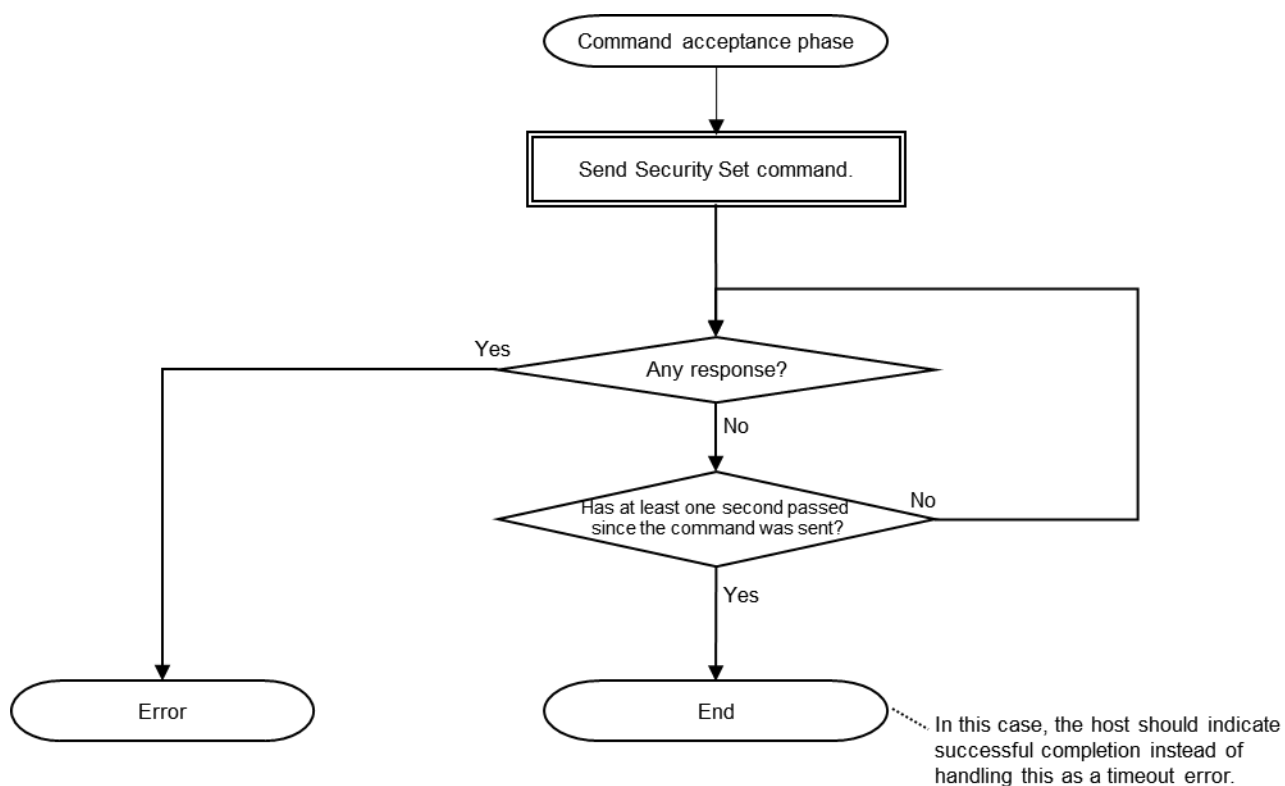 Command acceptance phase
Send Security Set command.
Yes
Any response?
No
Has at least one second passed
since the command was sent?
No
Yes
Error
End
In this case, the host should indicate
successful completion instead of
handling this as a timeout error.